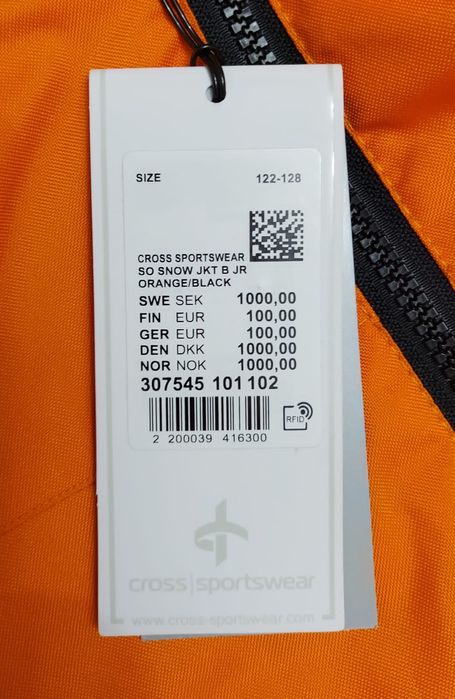 SIZE 122-128
CROSS SPORTSWEAR
SO SNOW JKT B JR
ORANGE/BLACK
SWE SEK 1000,00
FIN EUR 100,00
GER EUR 100,00
DEN DKK 1000,00
NOR NOK 1000,00
307545 101 102
RFID
2 200039 416300
cross|sportswear
www.cross-sportswear.com